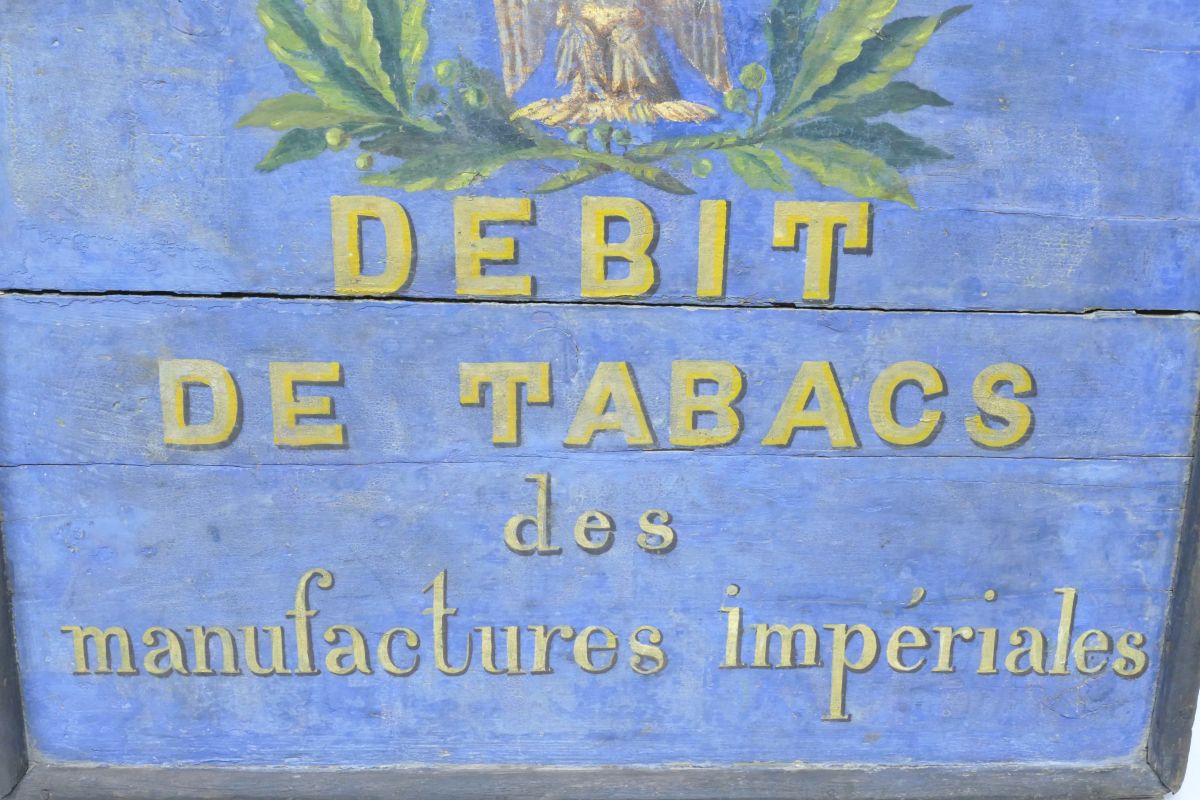 DEBIT
DE TABACS
des
manufactures impériales